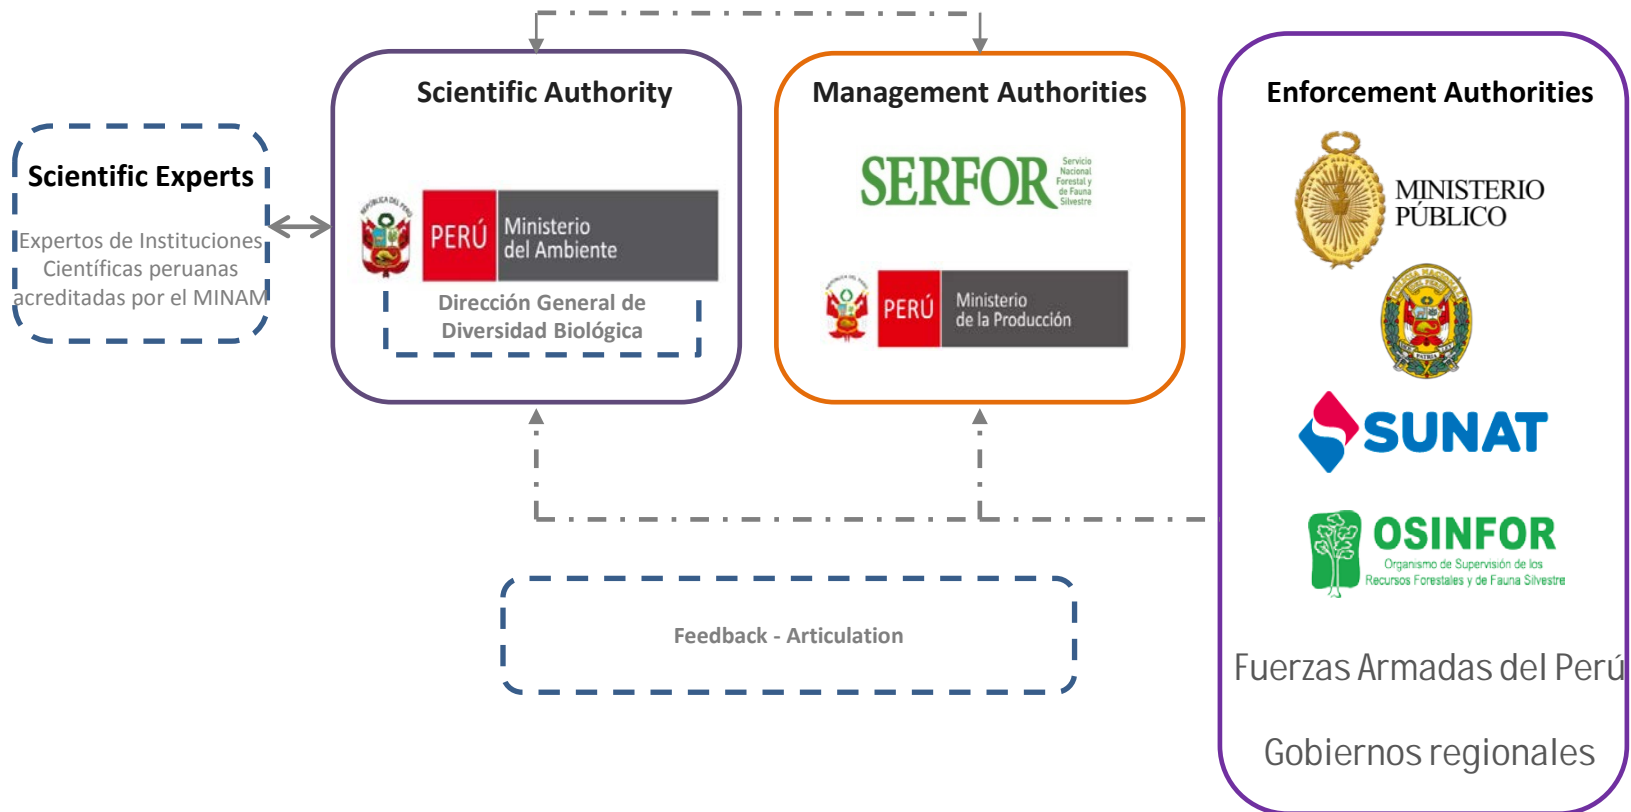 Scientific Experts
Expertos de Instituciones
Científicas peruanas
acreditadas por el MINAM
Scientific Authority
REPÚBLICA DEL PERÚ
PERÚ
Ministerio
del Ambiente
Dirección General de
Diversidad Biológica
Management Authorities
SERFOR
Servicio
Nacional
Forestal y
de Fauna
Silvestre
PERÚ
Ministerio
de la Producción
Enforcement Authorities
MINISTERIO
PÚBLICO
SUNAT
OSINFOR
Organismo de Supervisión de los
Recursos Forestales y de Fauna Silvestre
Fuerzas Armadas del Perú
Gobiernos regionales
Feedback - Articulation